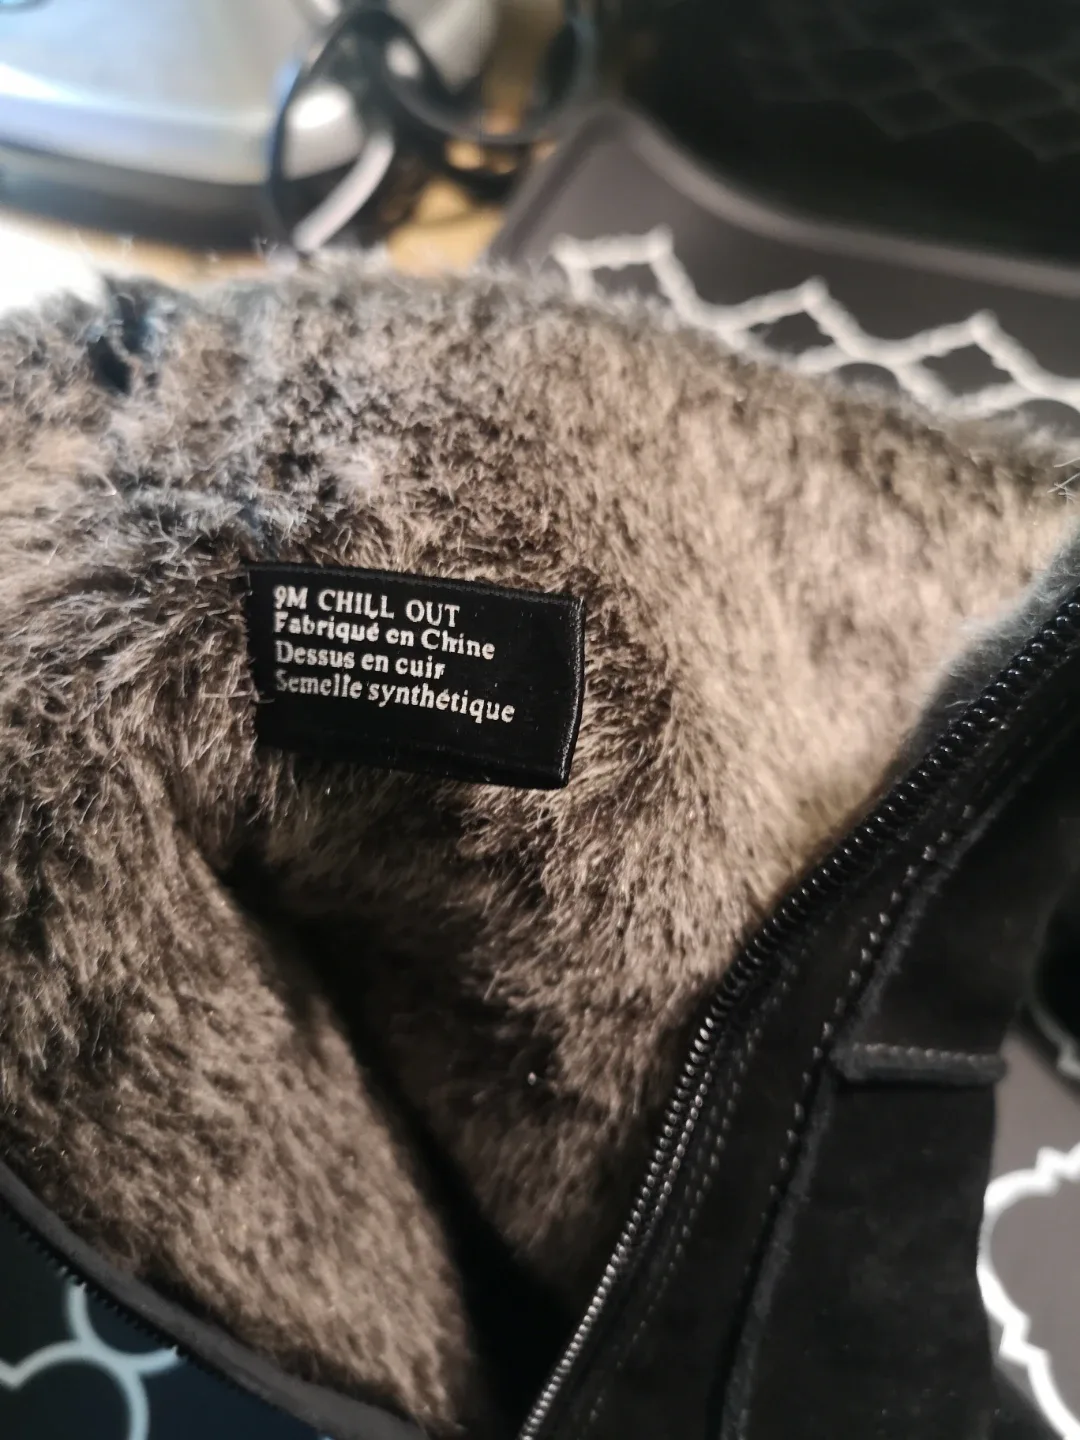 9M CHILL OUT
Fabriqué en Chine
Dessus en cuir
Semelle synthétique